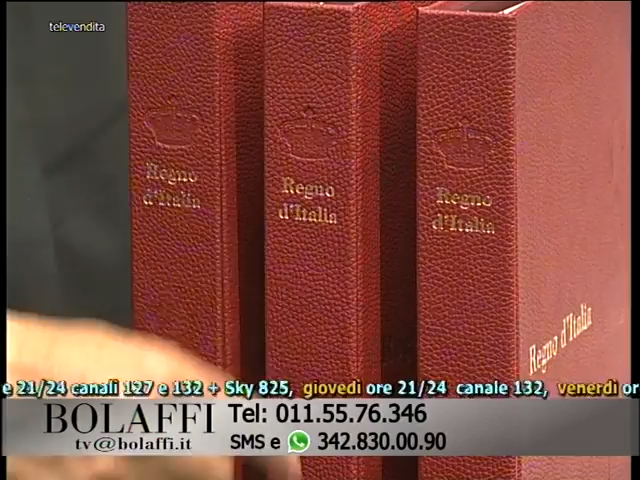 televendita
Regno
d'Italia
Regno
d'Italia
Regno
d'Italia
Regno d'Italia
e 21/24 canali 127 e 132 + Sky 825, giovedì ore 21/24 canale 132, venerdì or
BOLAFFI
tv@bolaffi.it
Tel: 011.55.76.346
SMS e 342.830.00.90